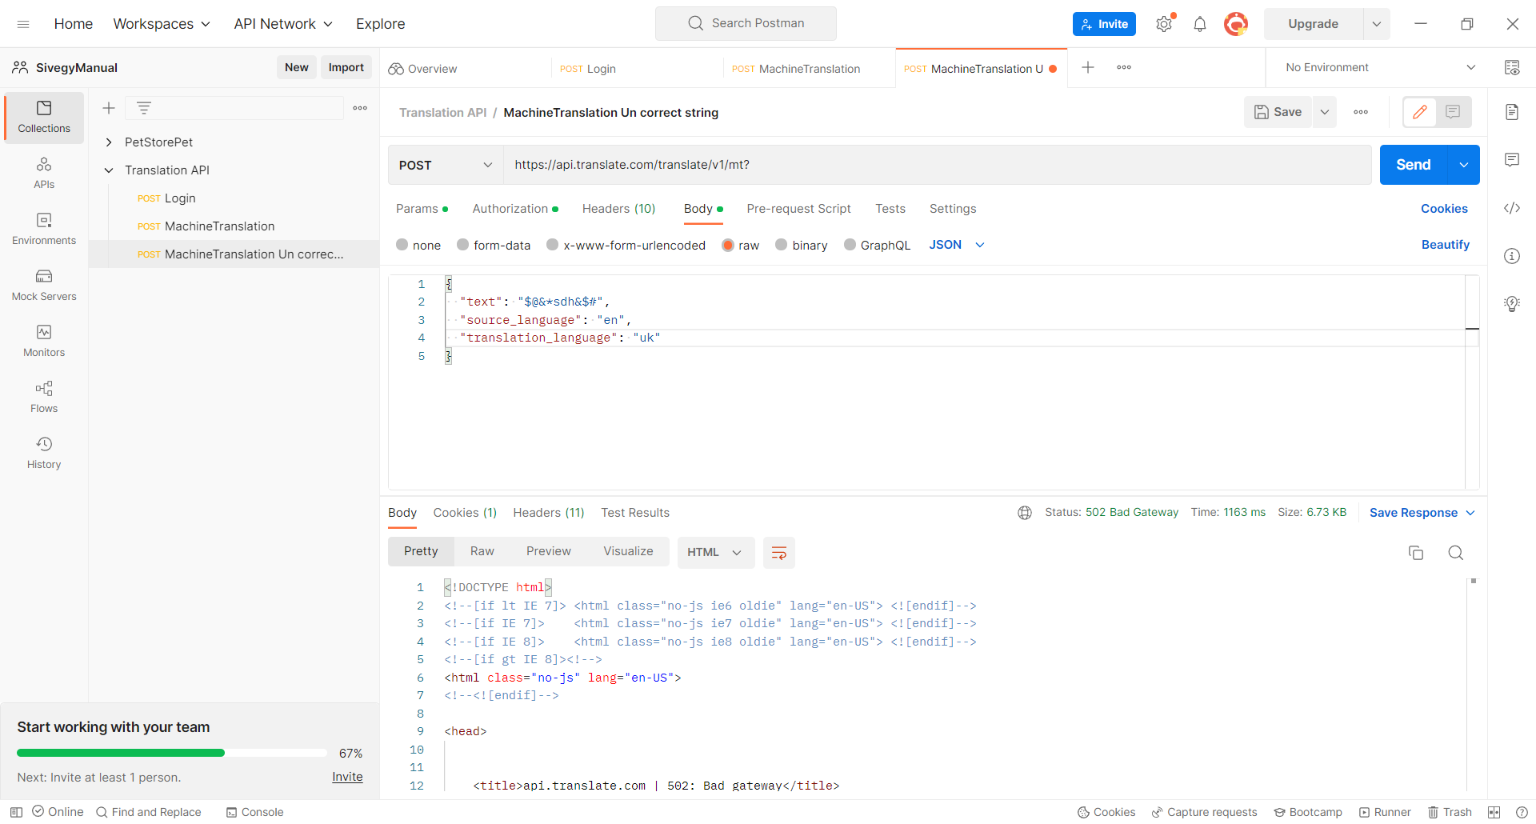 Home Workspaces API Network Explore Search Postman Invite Upgrade
SivegyManual New Import Overview POST Login POST MachineTranslation POST MachineTranslation U No Environment
Translation API / MachineTranslation Un correct string Save
Collections
APIs
Environments
Mock Servers
Monitors
Flows
History
PetStorePet
Translation API
POST Login
POST MachineTranslation
POST MachineTranslation Un correc...
POST https://api.translate.com/translate/v1/mt? Send
Params Authorization Headers (10) Body Pre-request Script Tests Settings Cookies
none form-data x-www-form-urlencoded raw binary GraphQL JSON Beautify
1 {
2 "text": "$@&*sdh&$#",
3 "source_language": "en",
4 "translation_language": "uk"
5 }
Body Cookies (1) Headers (11) Test Results Status: 502 Bad Gateway Time: 1163 ms Size: 6.73 KB Save Response
Pretty Raw Preview Visualize HTML
1 <!DOCTYPE html>
2 <!--[if lt IE 7]> <html class="no-js ie6 oldie" lang="en-US"> <![endif]-->
3 <!--[if IE 7]>    <html class="no-js ie7 oldie" lang="en-US"> <![endif]-->
4 <!--[if IE 8]>    <html class="no-js ie8 oldie" lang="en-US"> <![endif]-->
5 <!--[if gt IE 8]><!-->
6 <html class="no-js" lang="en-US">
7 <!--<![endif]-->
8
9 <head>
10
11
12 <title>api.translate.com | 502: Bad gateway</title>
Start working with your team
67%
Next: Invite at least 1 person. Invite
Online Find and Replace Console Cookies Capture requests Bootcamp Runner Trash